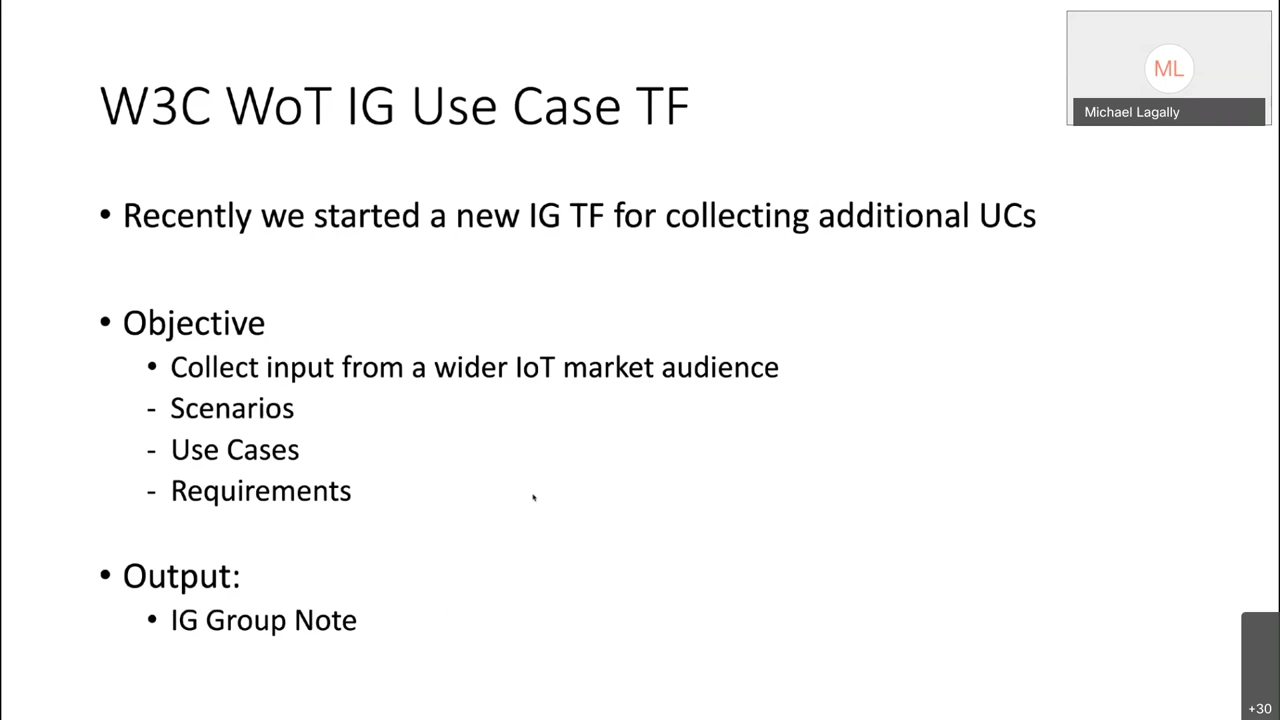 W3C WoT IG Use Case TF
ML
Michael Lagally
• Recently we started a new IG TF for collecting additional UCs
• Objective
• Collect input from a wider IoT market audience
- Scenarios
- Use Cases
- Requirements
• Output:
• IG Group Note
+30